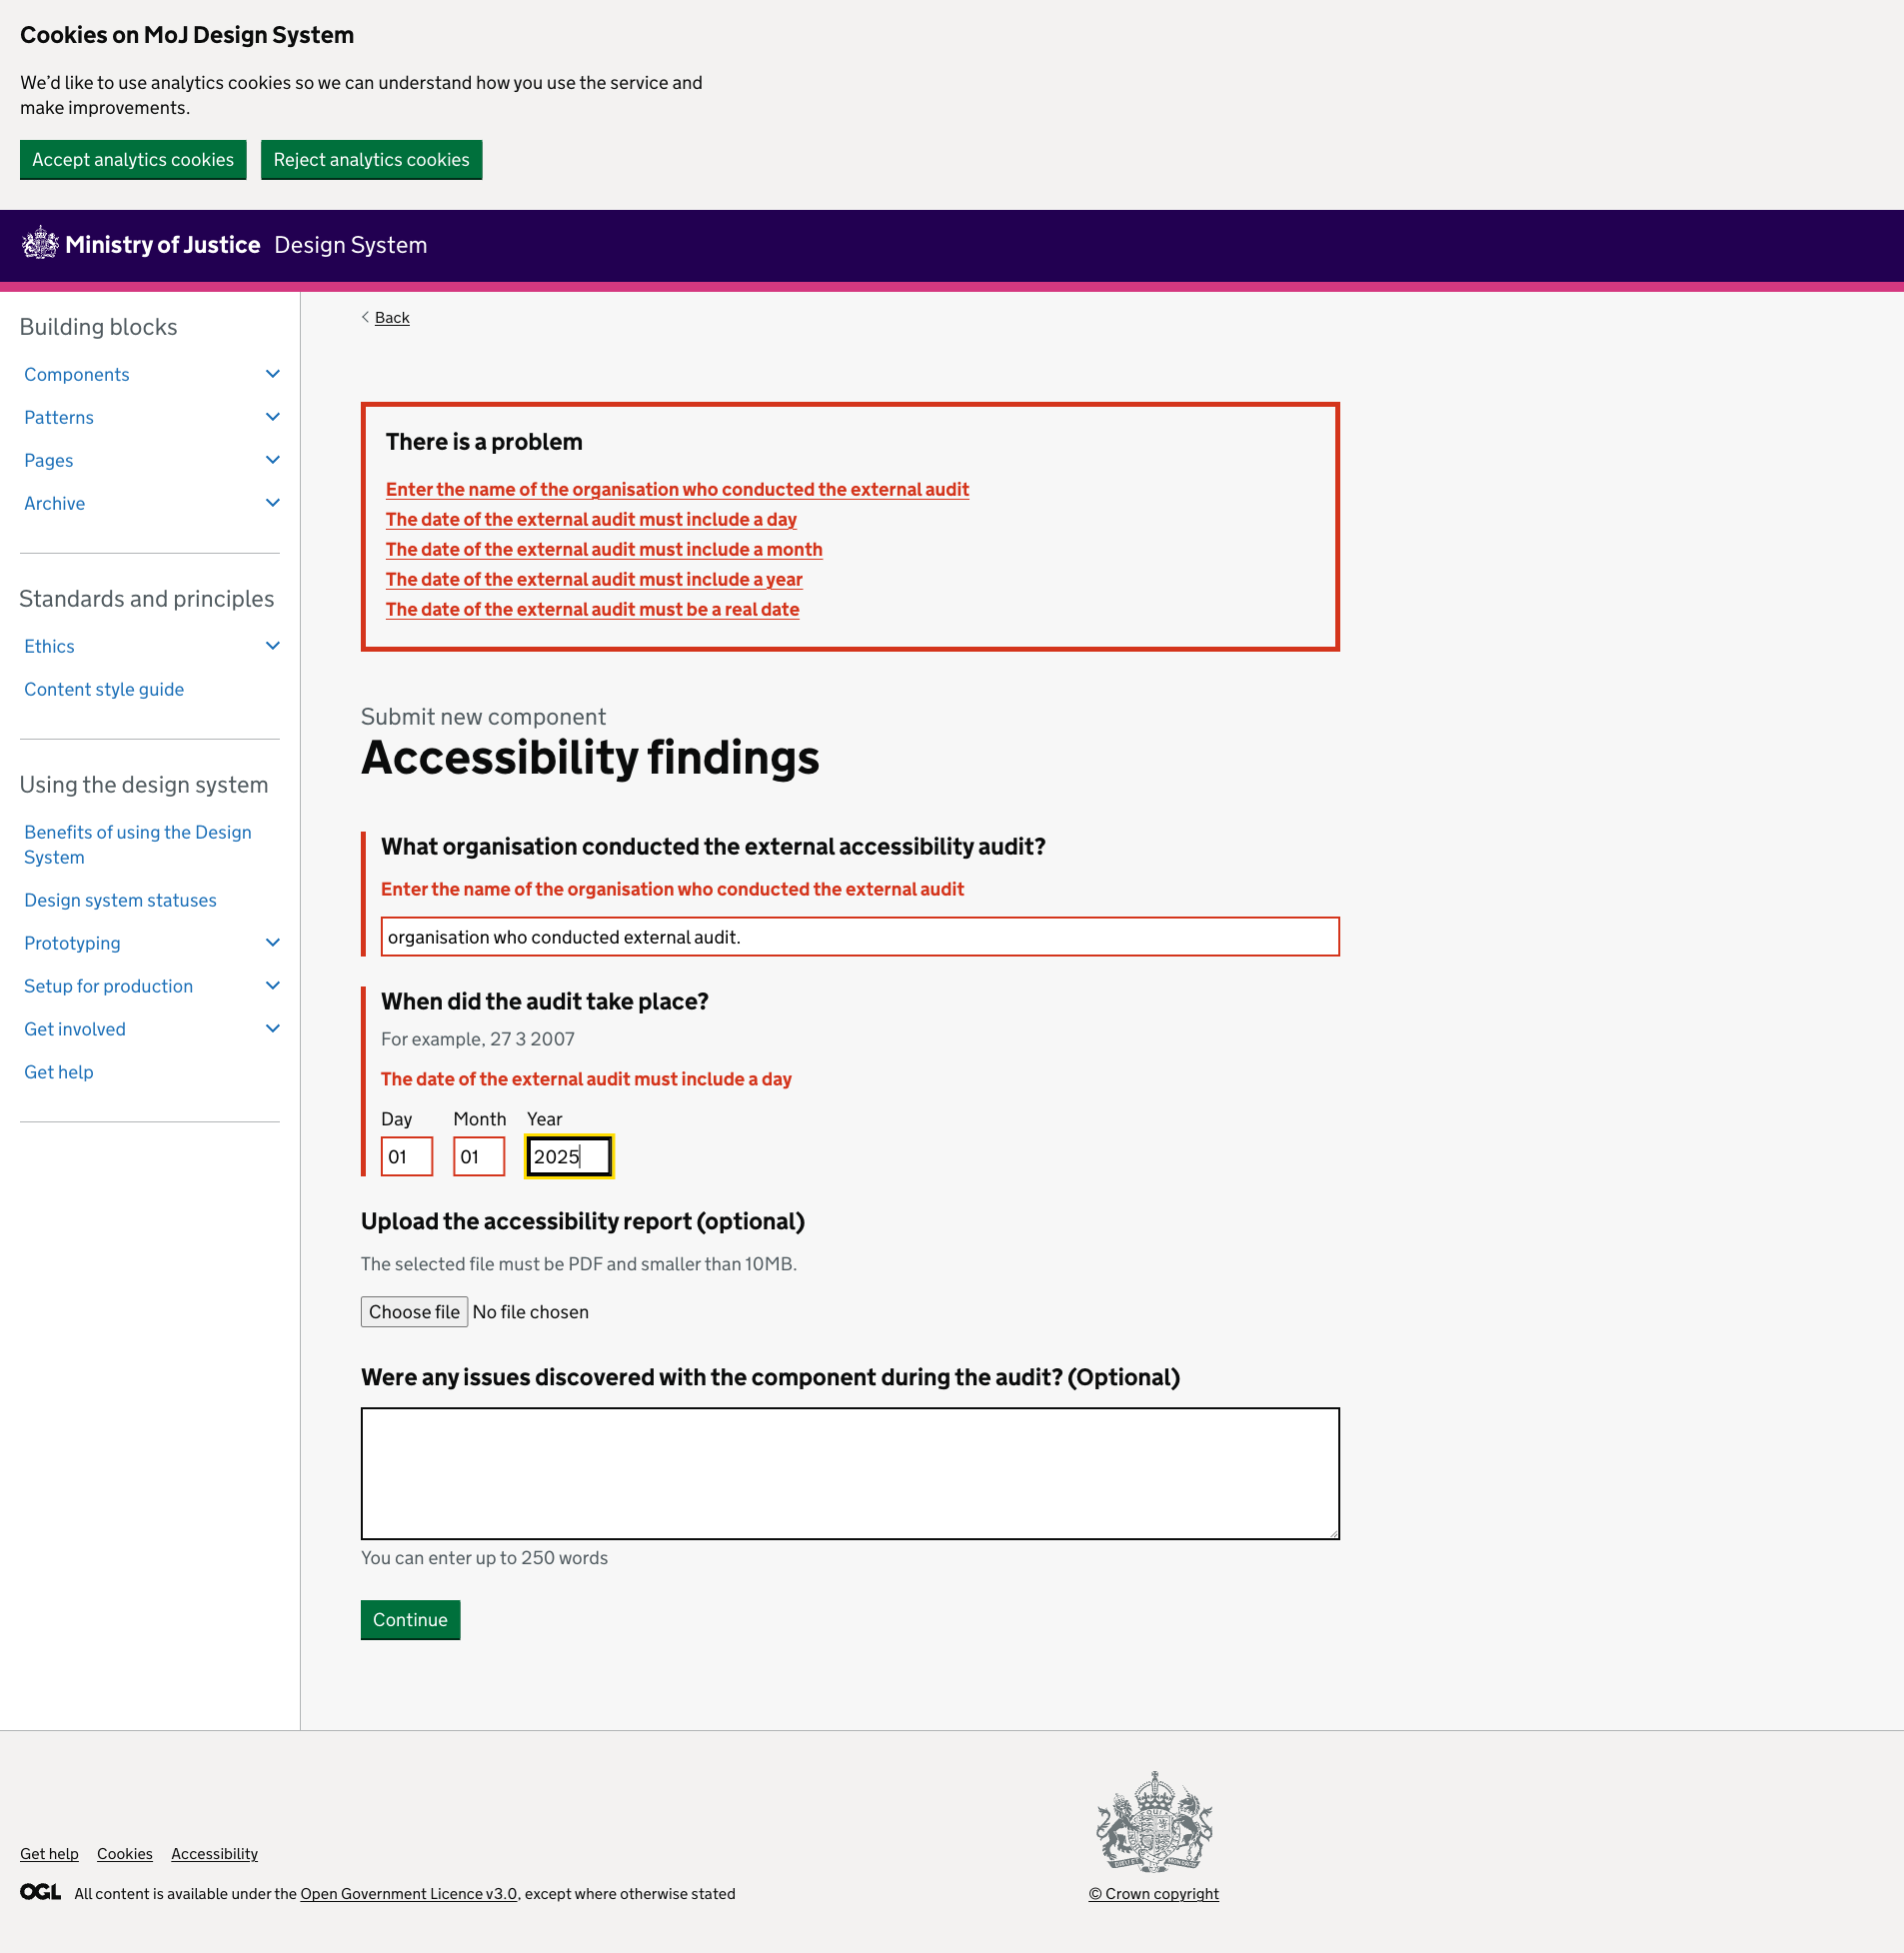 Cookies on MoJ Design System
We’d like to use analytics cookies so we can understand how you use the service and
make improvements.
Accept analytics cookies
Reject analytics cookies
Ministry of Justice Design System
Building blocks
Components
Patterns
Pages
Archive
Standards and principles
Ethics
Content style guide
Using the design system
Benefits of using the Design
System
Design system statuses
Prototyping
Setup for production
Get involved
Get help
Back
There is a problem
Enter the name of the organisation who conducted the external audit
The date of the external audit must include a day
The date of the external audit must include a month
The date of the external audit must include a year
The date of the external audit must be a real date
Submit new component
Accessibility findings
What organisation conducted the external accessibility audit?
Enter the name of the organisation who conducted the external audit
organisation who conducted external audit.
When did the audit take place?
For example, 27 3 2007
The date of the external audit must include a day
Day Month Year
01 01 2025
Upload the accessibility report (optional)
The selected file must be PDF and smaller than 10MB.
Choose file No file chosen
Were any issues discovered with the component during the audit? (Optional)
You can enter up to 250 words
Continue
Get help Cookies Accessibility
OGL All content is available under the Open Government Licence v3.0, except where otherwise stated
© Crown copyright